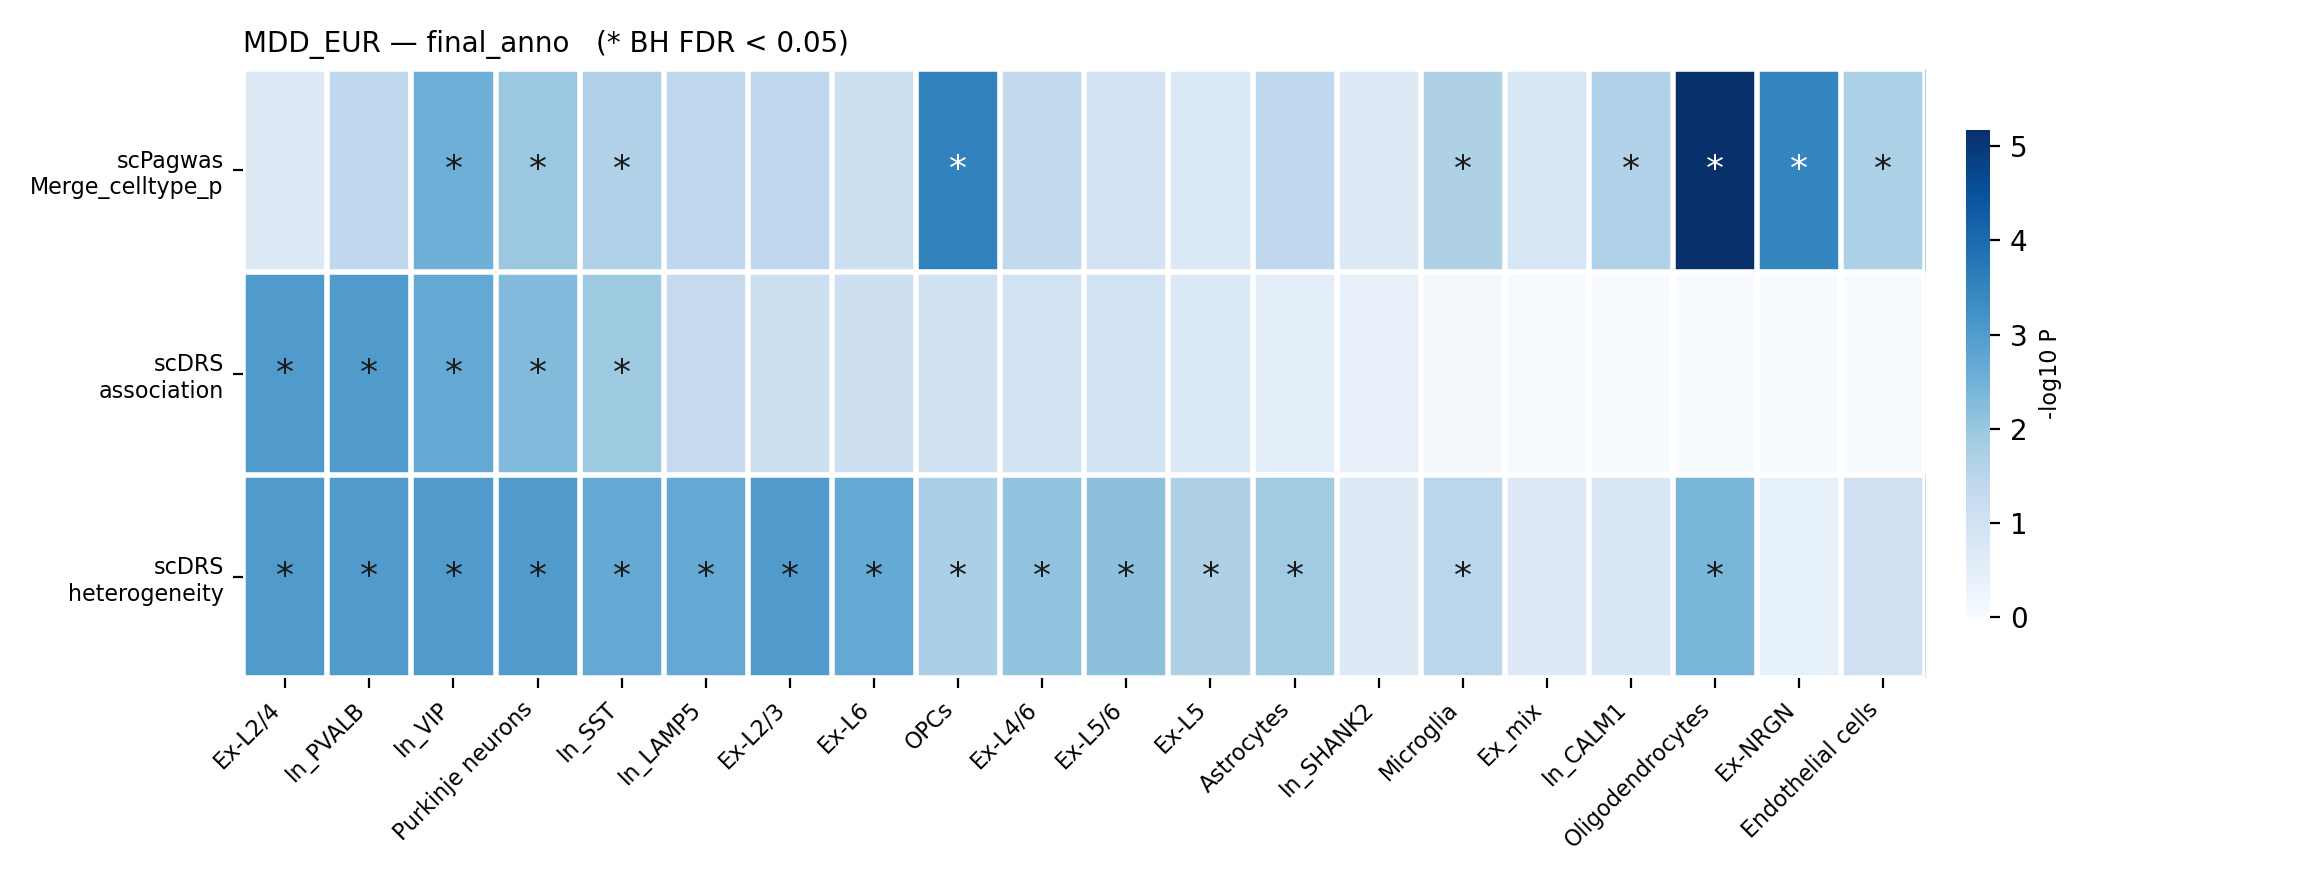 MDD_EUR — final_anno   (* BH FDR < 0.05)
scPagwas
Merge_celltype_p
* * * * * * * * *
scDRS
association
* * * * *
scDRS
heterogeneity
* * * * * * * * * * * * * * *
Ex-L2/4
In_PVALB
In_VIP
Purkinje neurons
In_SST
In_LAMP5
Ex-L2/3
Ex-L6
OPCs
Ex-L4/6
Ex-L5/6
Ex-L5
Astrocytes
In_SHANK2
Microglia
Ex_mix
In_CALM1
Oligodendrocytes
Ex-NRGN
Endothelial cells
5
4
3
2
1
0
-log10 P